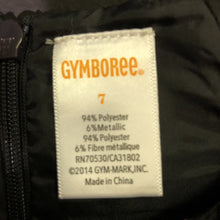 GYMBOREE®
7
94% Polyester
6% Metallic
94% Polyester
6% Fibre métallique
RN70530/CA31802
©2014 GYM-MARK,INC.
Made in China